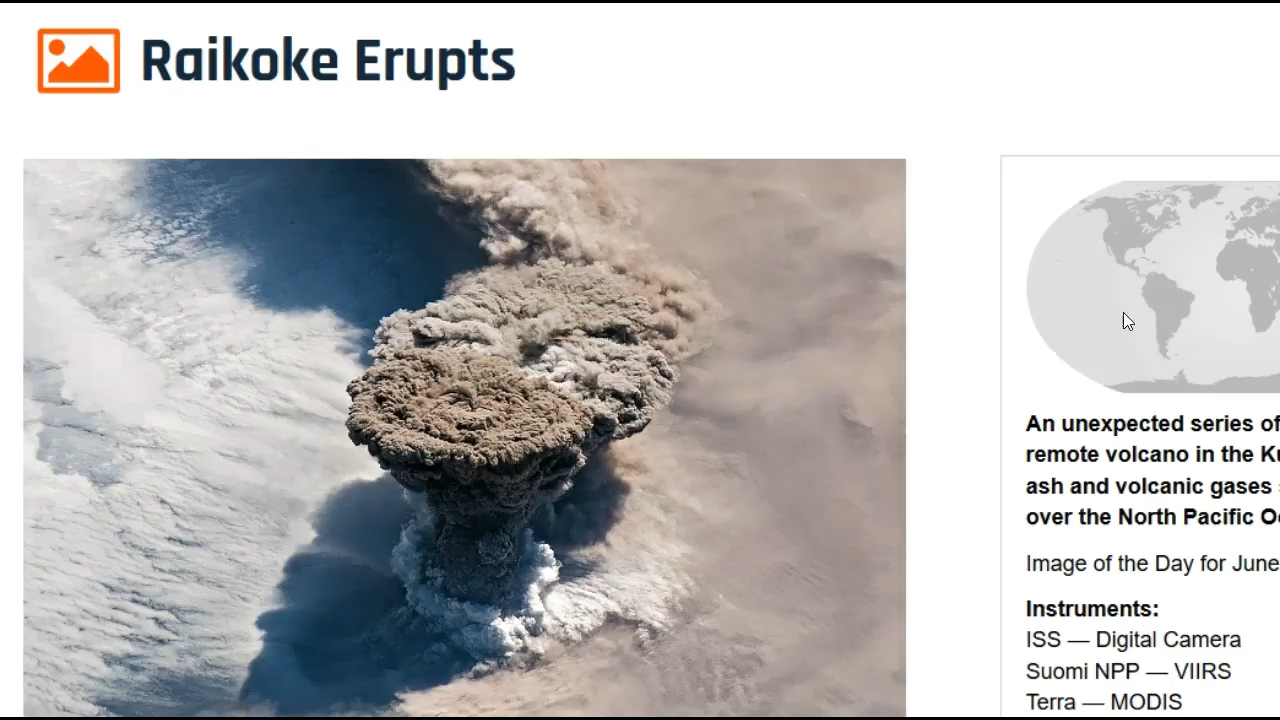 Raikoke Erupts
An unexpected series of
remote volcano in the
ash and volcanic gases
over the North Pacific
Image of the Day for June
Instruments:
ISS — Digital Camera
Suomi NPP — VIIRS
Terra — MODIS